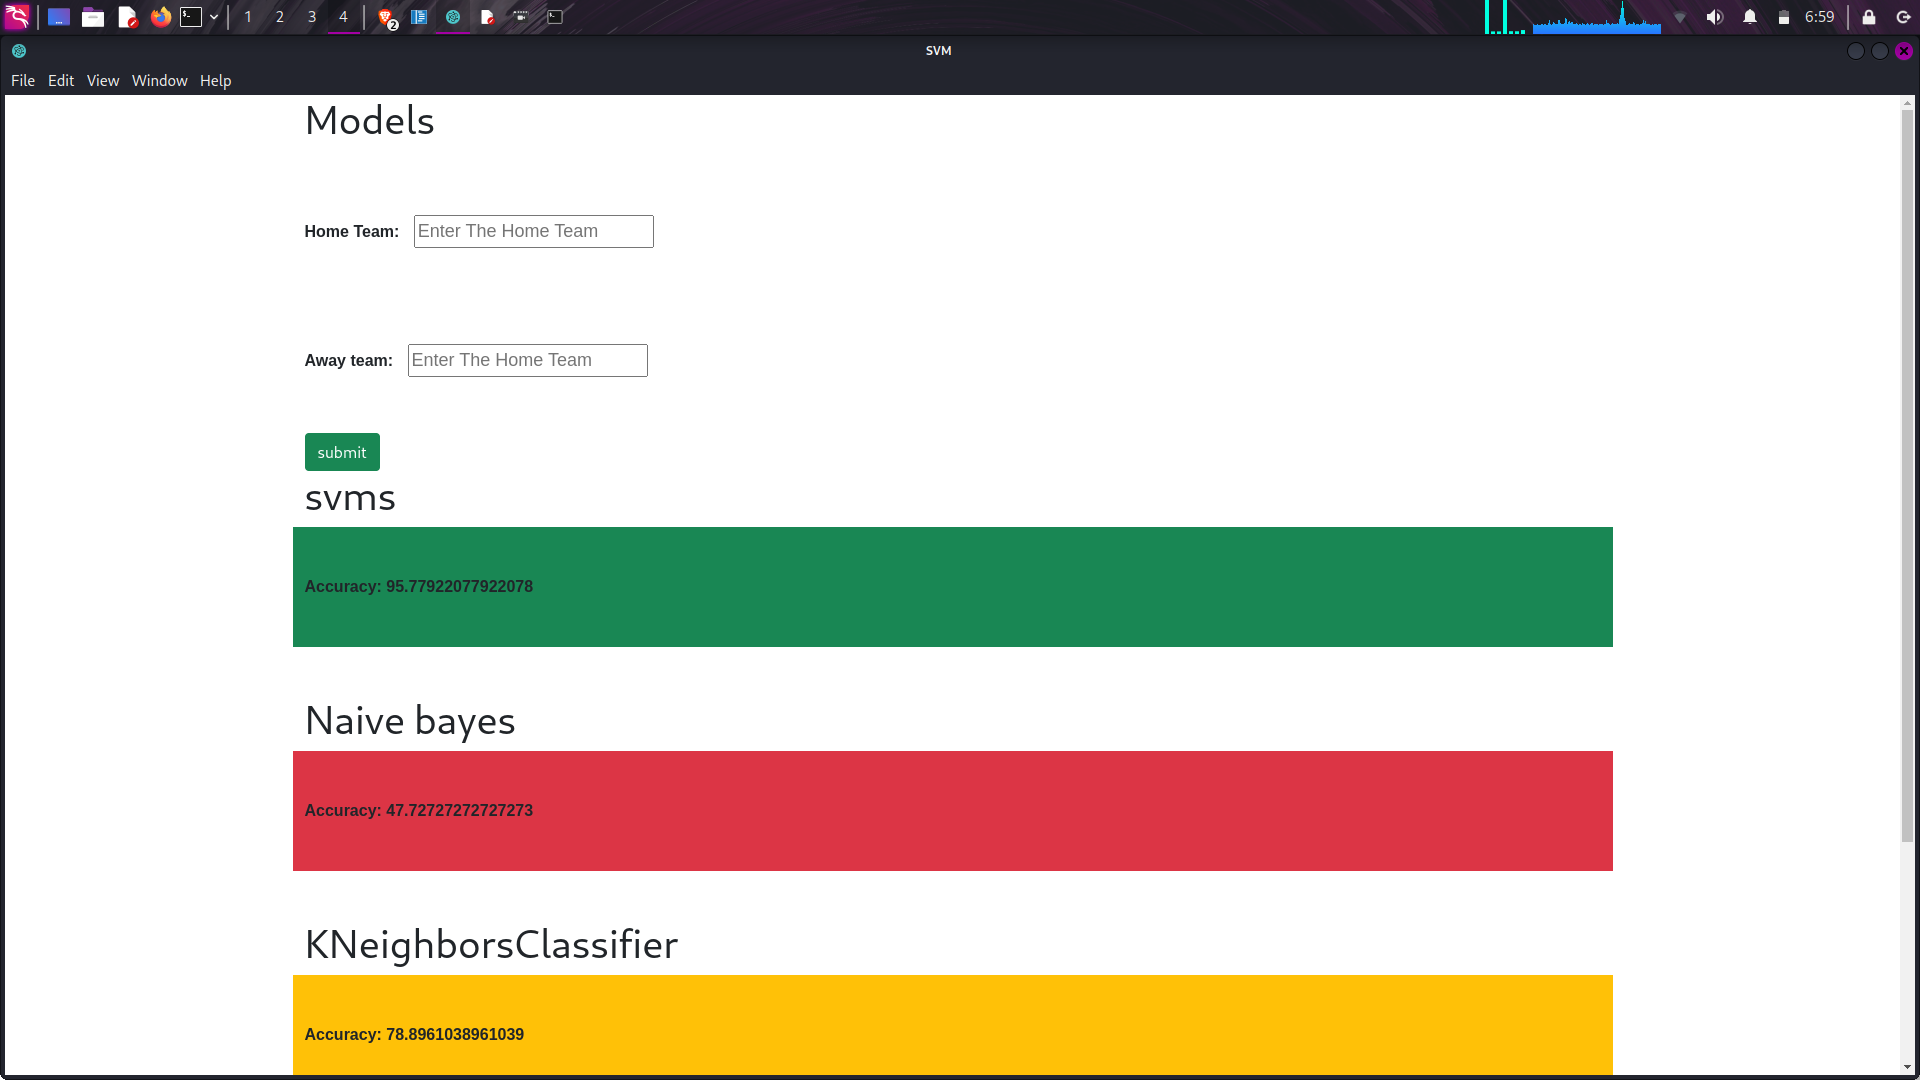 1 2 3 4 2 6:59
SVM
File Edit View Window Help
Models
Home Team: Enter The Home Team
Away team: Enter The Home Team
submit
svms
Accuracy: 95.77922077922078
Naive bayes
Accuracy: 47.72727272727273
KNeighborsClassifier
Accuracy: 78.8961038961039